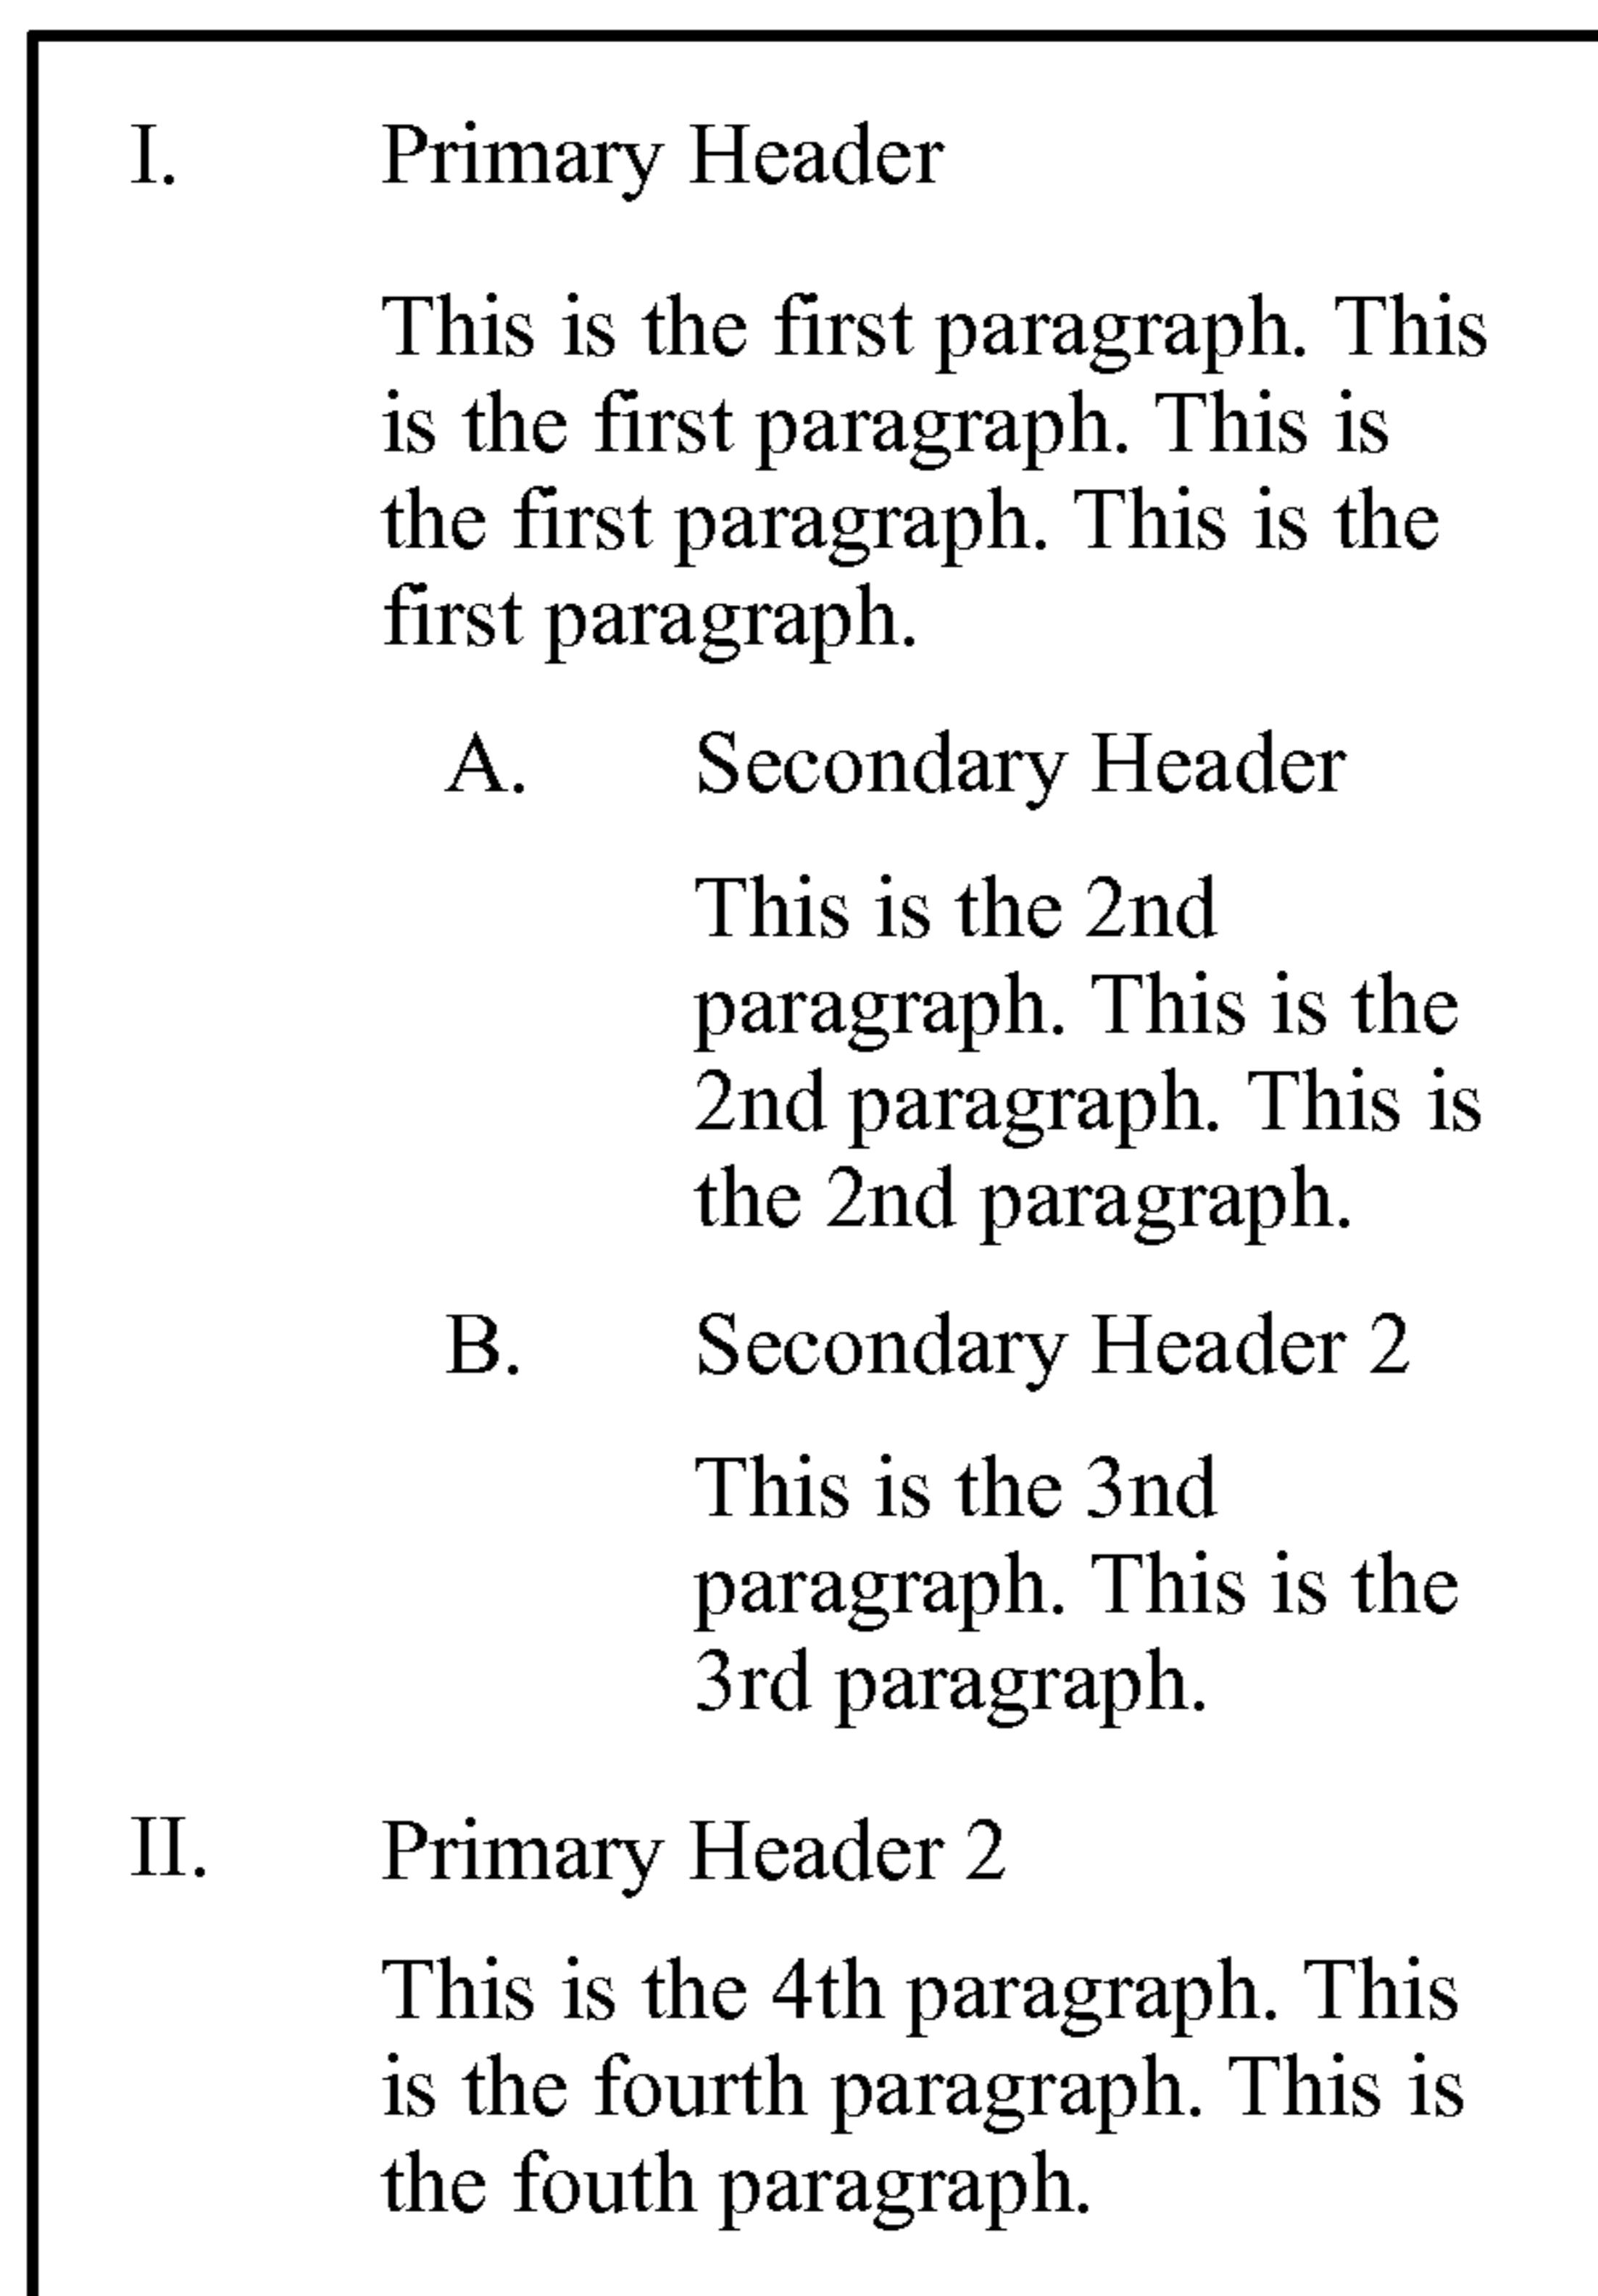 I. Primary Header
This is the first paragraph. This
is the first paragraph. This is
the first paragraph. This is the
first paragraph.
A. Secondary Header
This is the 2nd
paragraph. This is the
2nd paragraph. This is
the 2nd paragraph.
B. Secondary Header 2
This is the 3nd
paragraph. This is the
3rd paragraph.
II. Primary Header 2
This is the 4th paragraph. This
is the fourth paragraph. This is
the fouth paragraph.